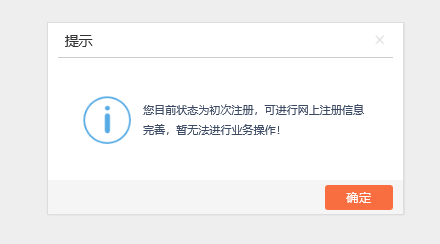 提示
您目前状态为初次注册，可进行网上注册信息
完善，暂无法进行业务操作！
确定